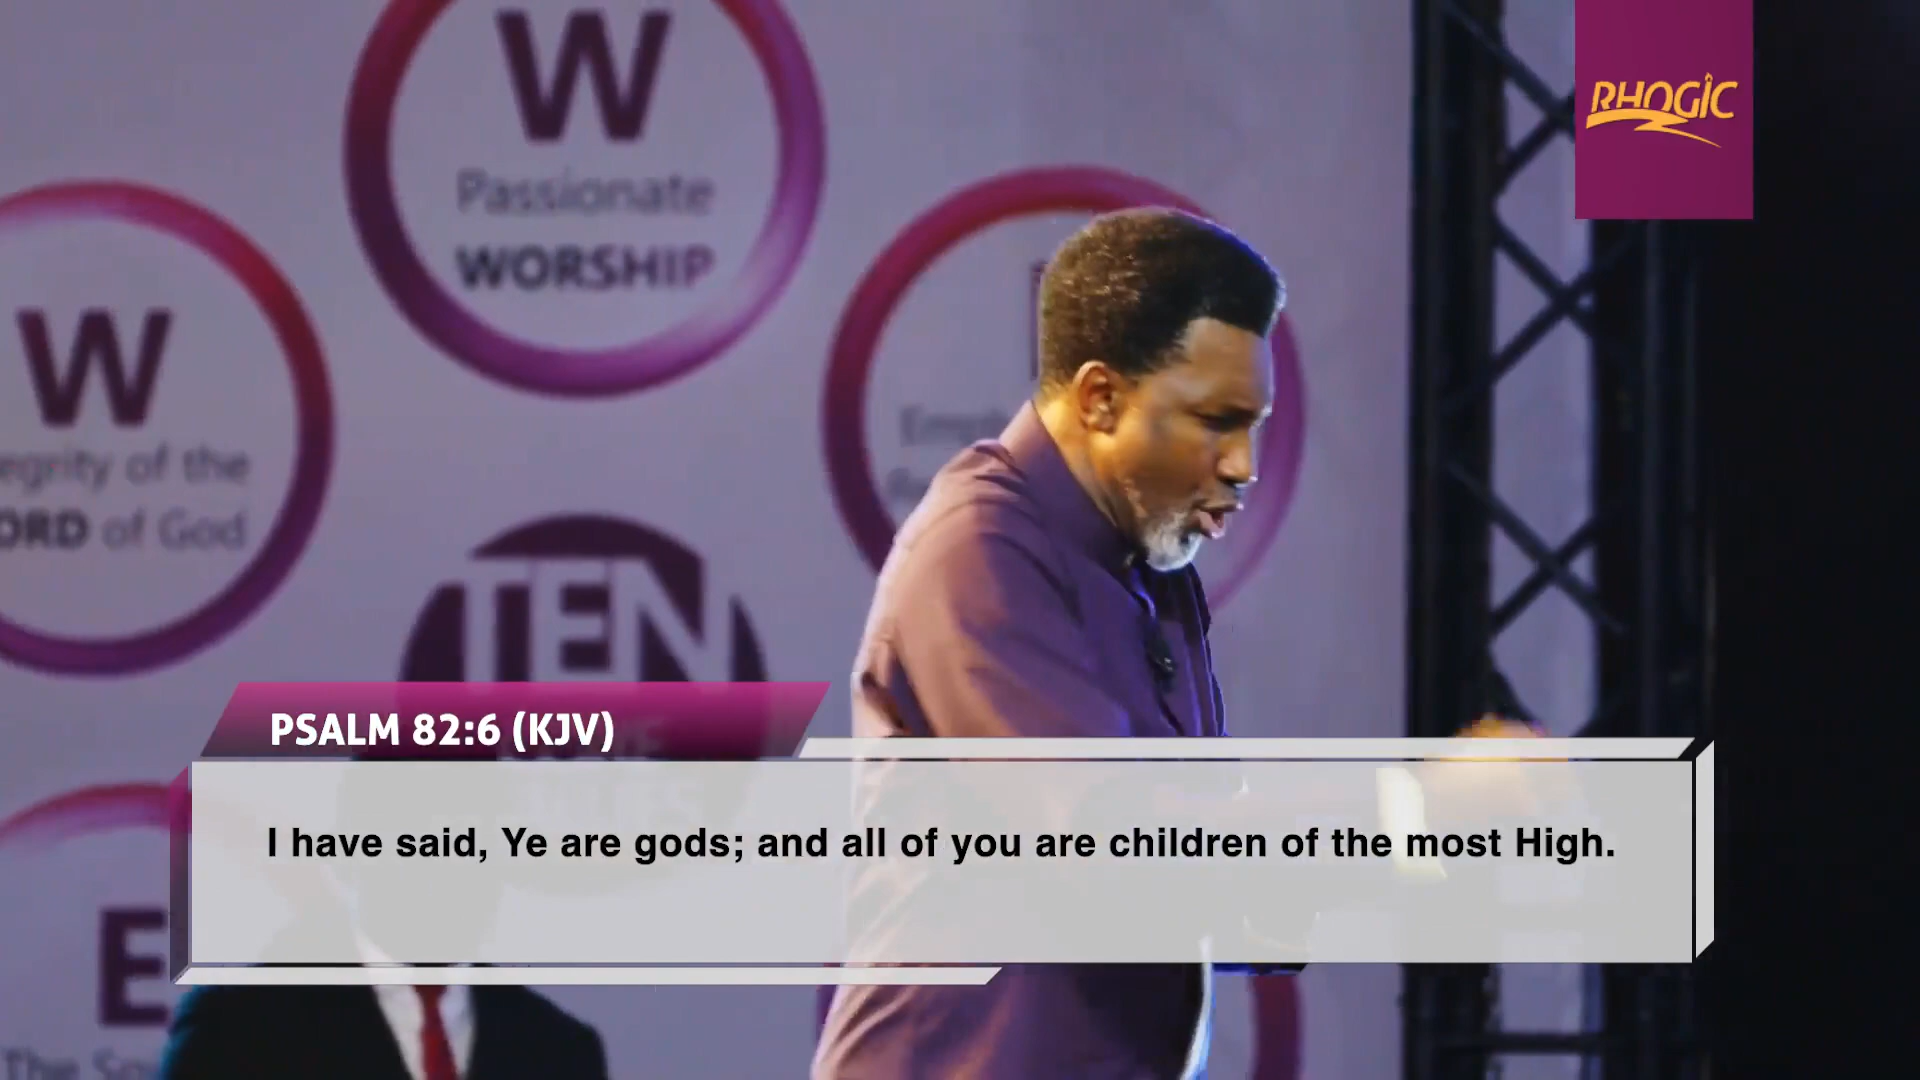 RHOGIC
W
Passionate
WORSHIP
W
egrity of the
ORD of God
TEN
PSALM 82:6 (KJV)
I have said, Ye are gods; and all of you are children of the most High.
E
The